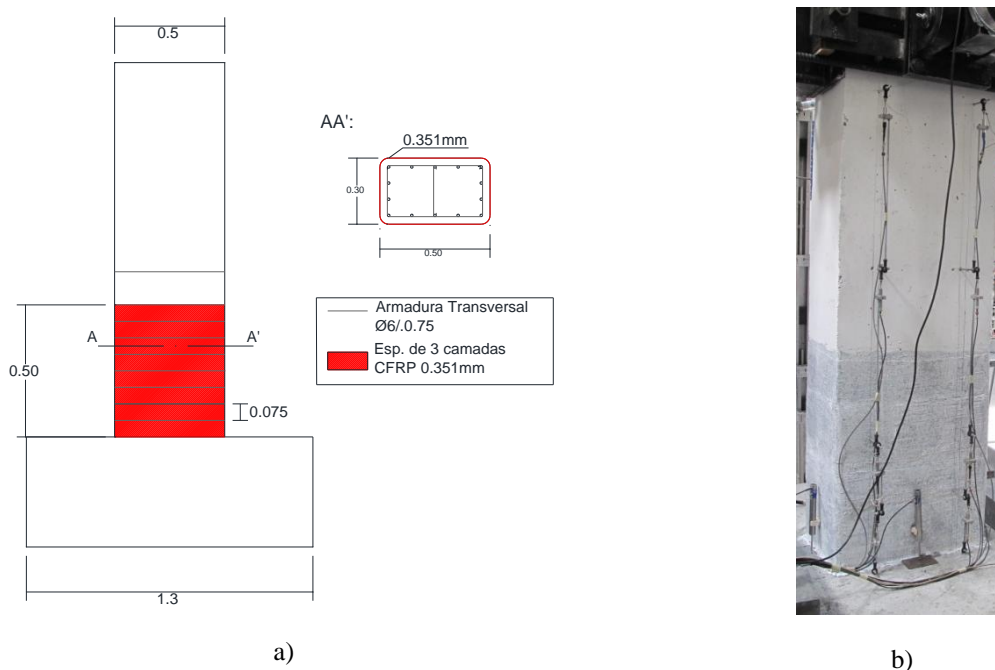 0.5
AA':
0.351mm
0.30
0.50
Armadura Transversal
Ø6/.0.75
Esp. de 3 camadas
CFRP 0.351mm
A
A'
0.50
0.075
1.3
a)
b)